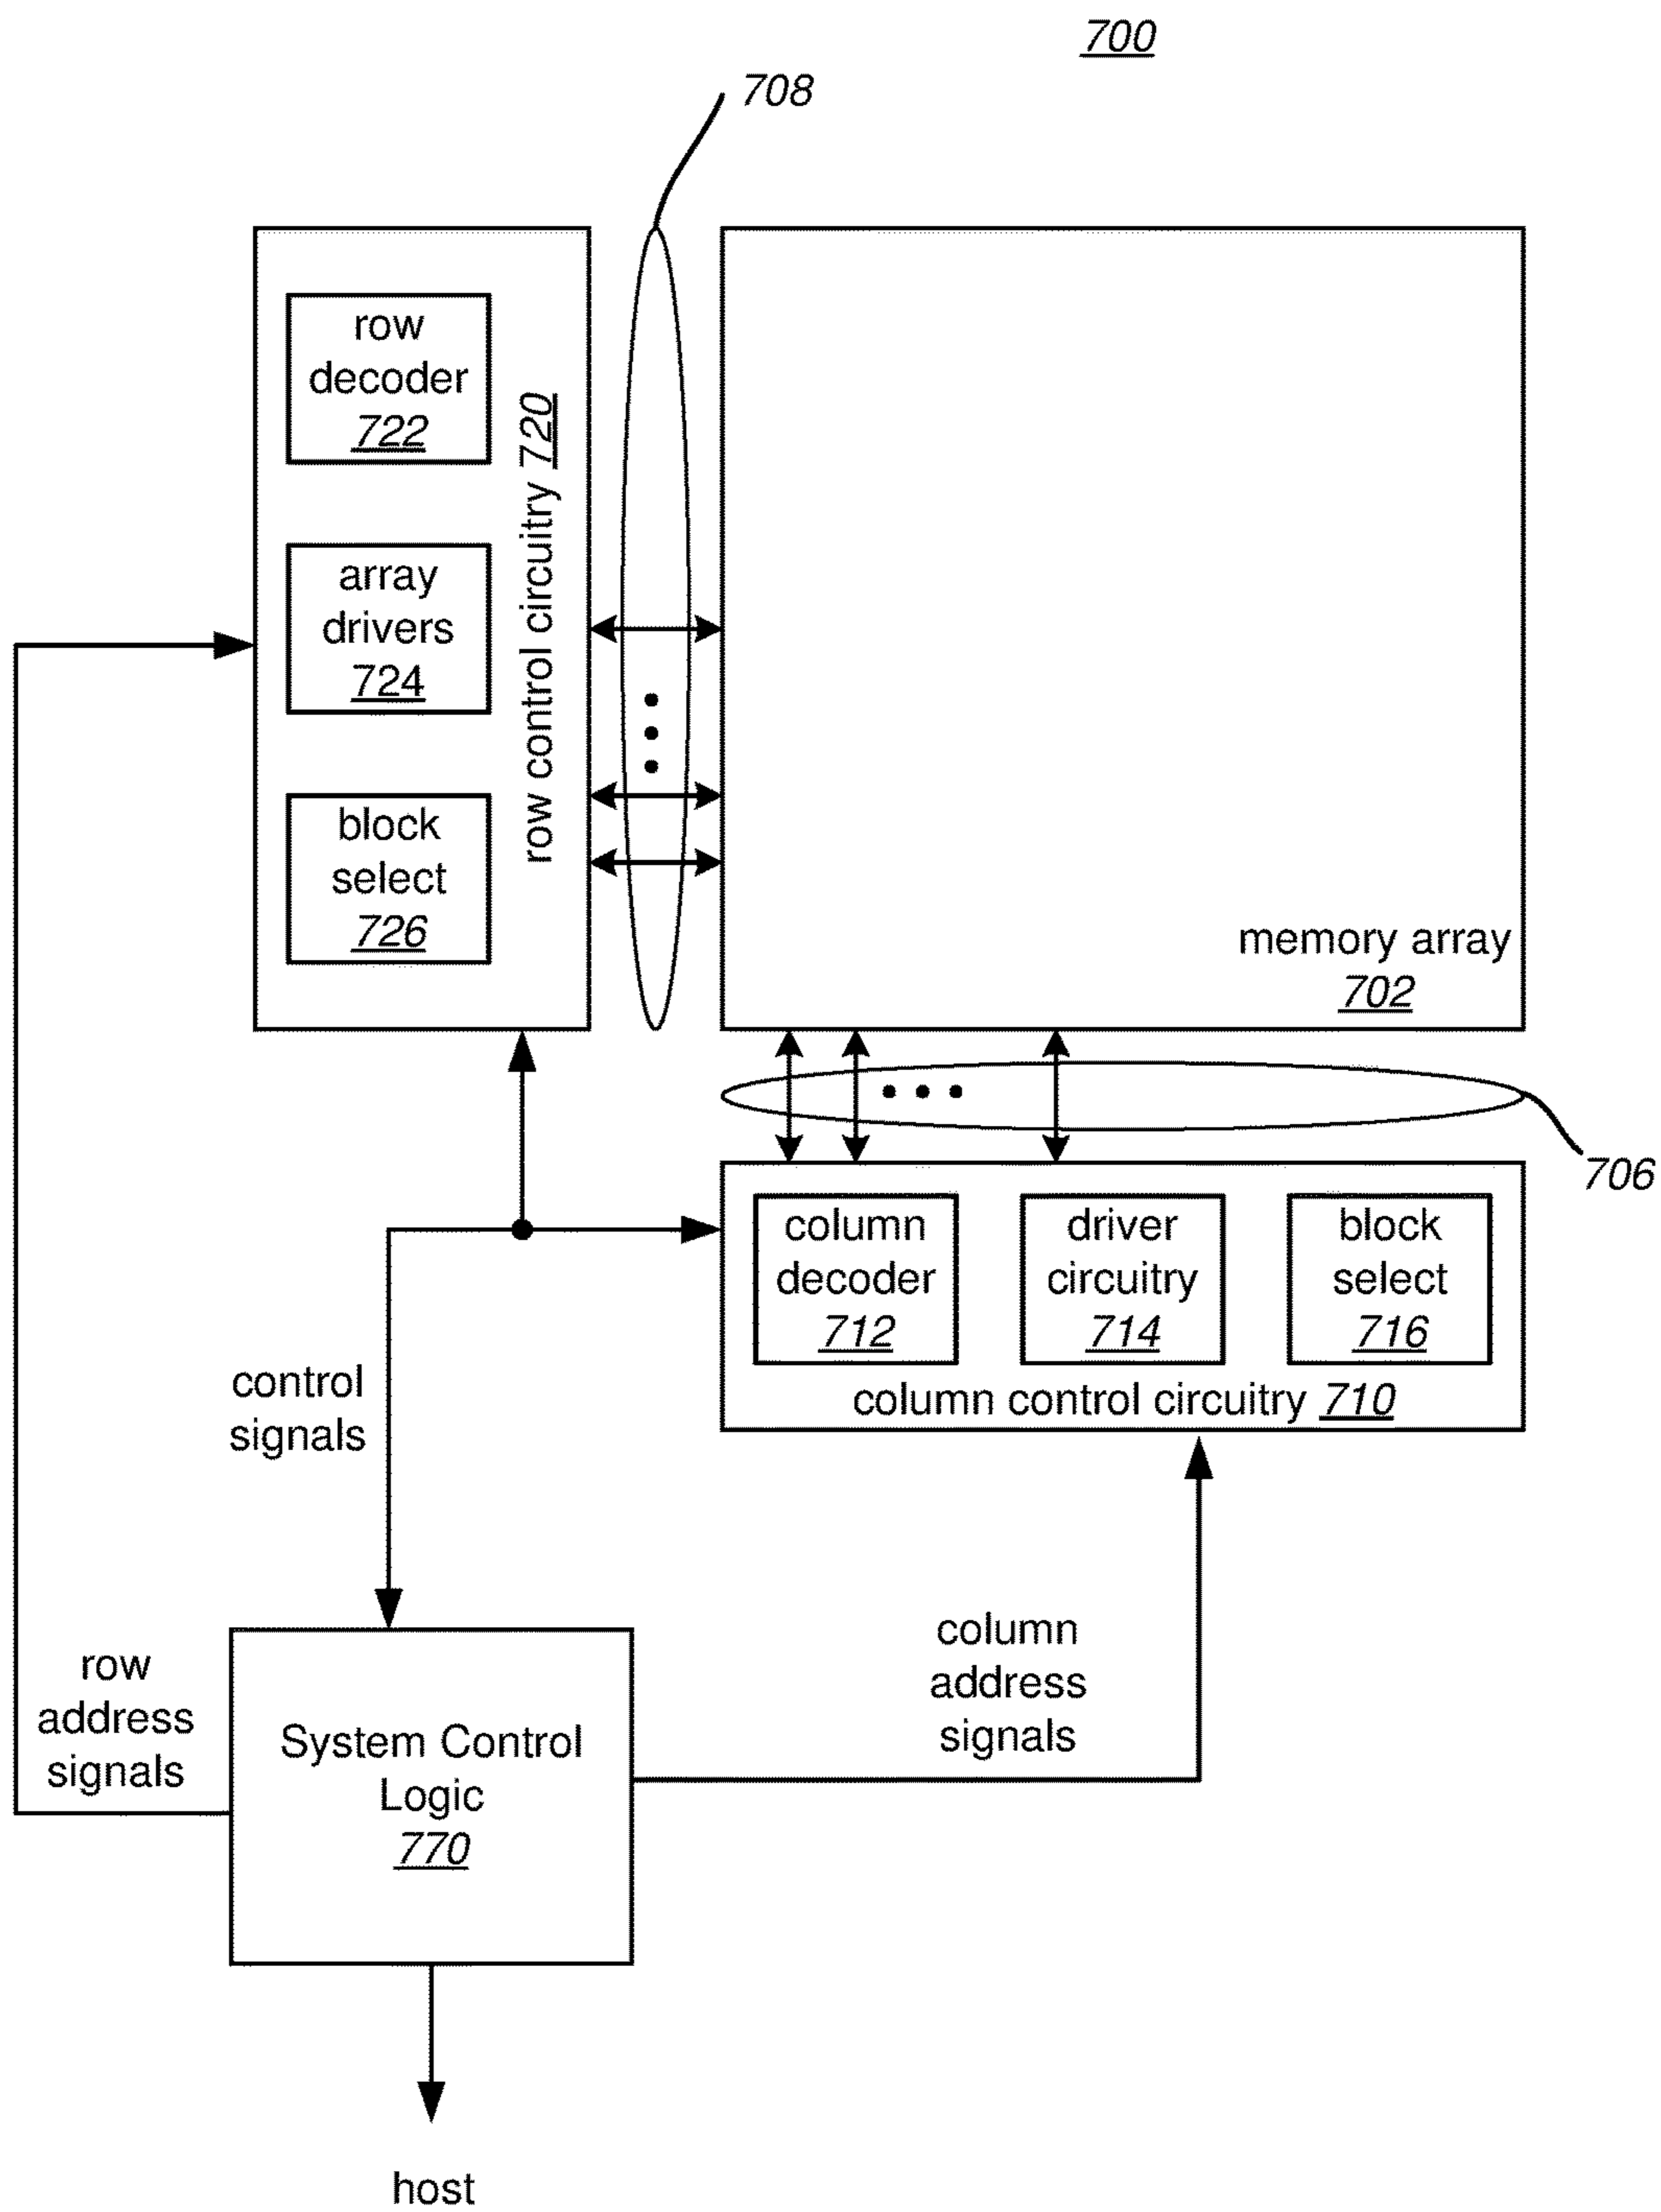 700
708
row
decoder
722
array
drivers
724
block
select
726
row control circuitry 720
memory array
702
706
column
decoder
712
driver
circuitry
714
block
select
716
column control circuitry 710
control
signals
row
address
signals
column
address
signals
System Control
Logic
770
host